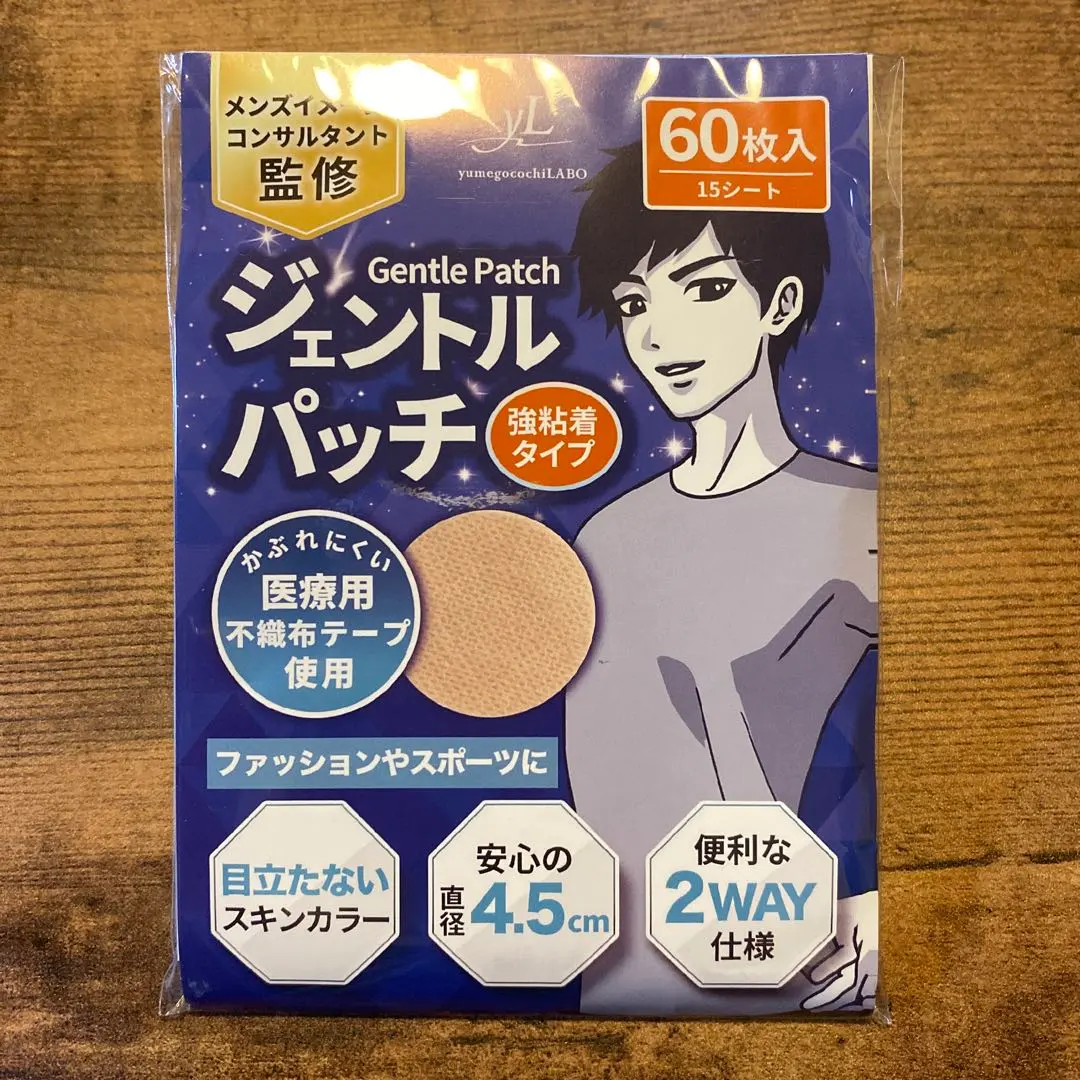 メンズイメージ
コンサルタント
監修
yL
yumegocochiLABO
60枚入
15シート
Gentle Patch
ジェントル
パッチ
強粘着
タイプ
かぶれにくい
医療用
不織布テープ
使用
ファッションやスポーツに
目立たない
スキンカラー
安心の
直径4.5cm
便利な
2WAY
仕様